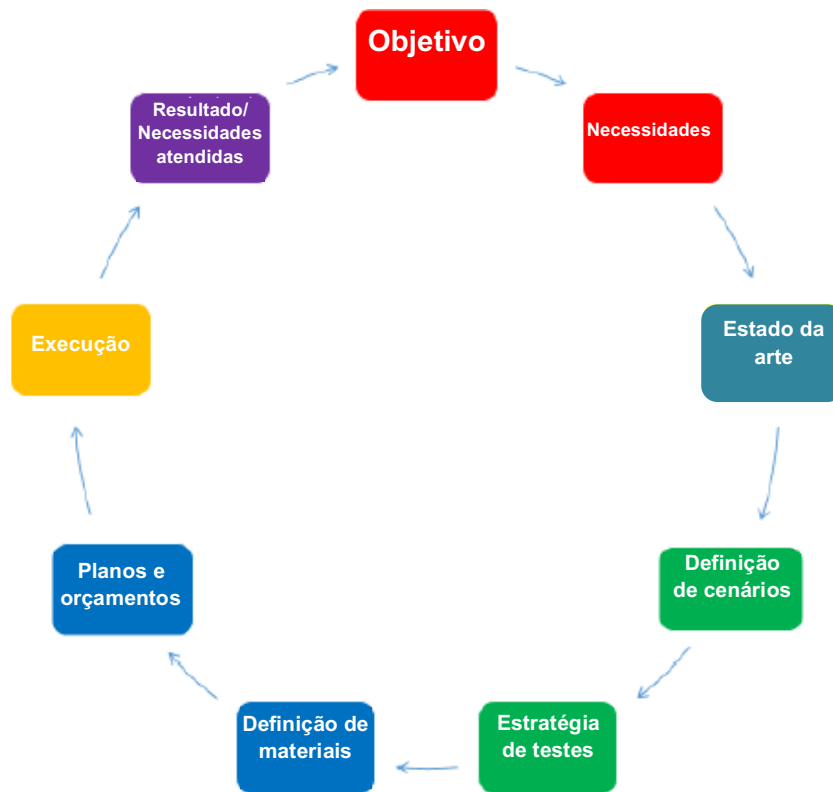 Objetivo
Necessidades
Estado da
arte
Definição
de cenários
Estratégia
de testes
Definição de
materiais
Planos e
orçamentos
Execução
Resultado/
Necessidades
atendidas